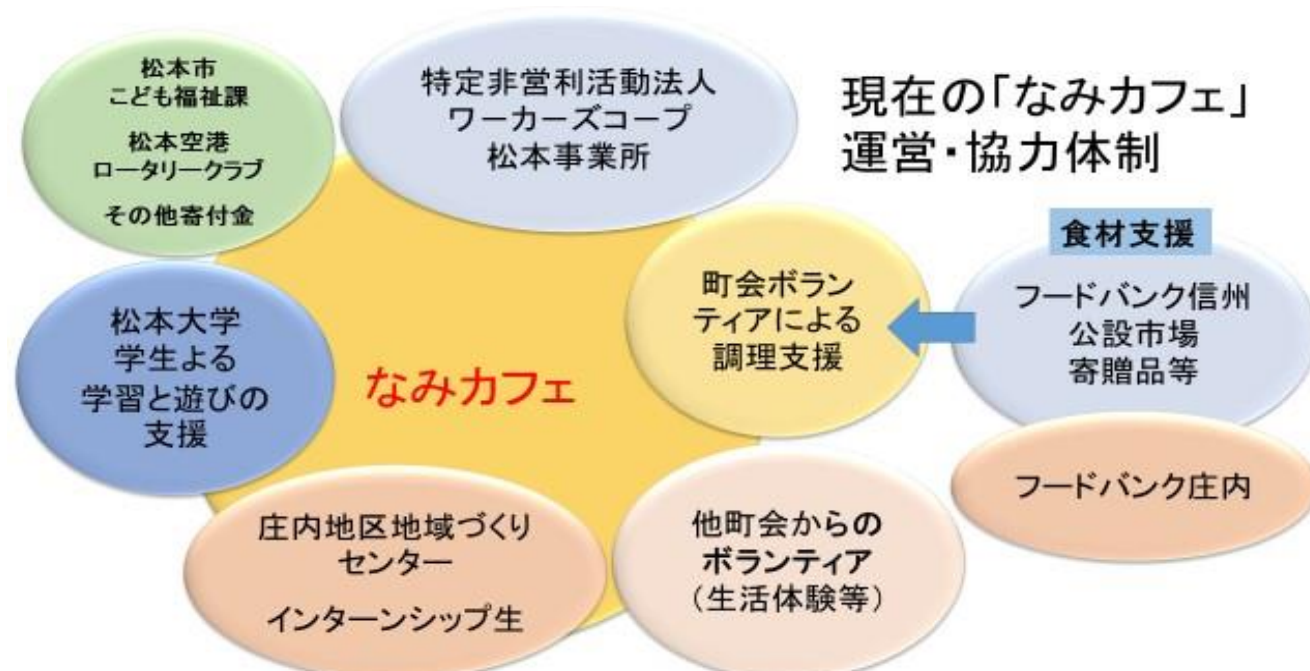 現在の「なみカフェ」
運営・協力体制
松本市
こども福祉課
松本空港
ロータリークラブ
その他寄付金
特定非営利活動法人
ワーカーズコープ
松本事業所
食材支援
フードバンク信州
公設市場
寄贈品等
町会ボラン
ティアによる
調理支援
松本大学
学生よる
学習と遊びの
支援
なみカフェ
フードバンク庄内
庄内地区地域づくり
センター
インターンシップ生
他町会からの
ボランティア
（生活体験等）